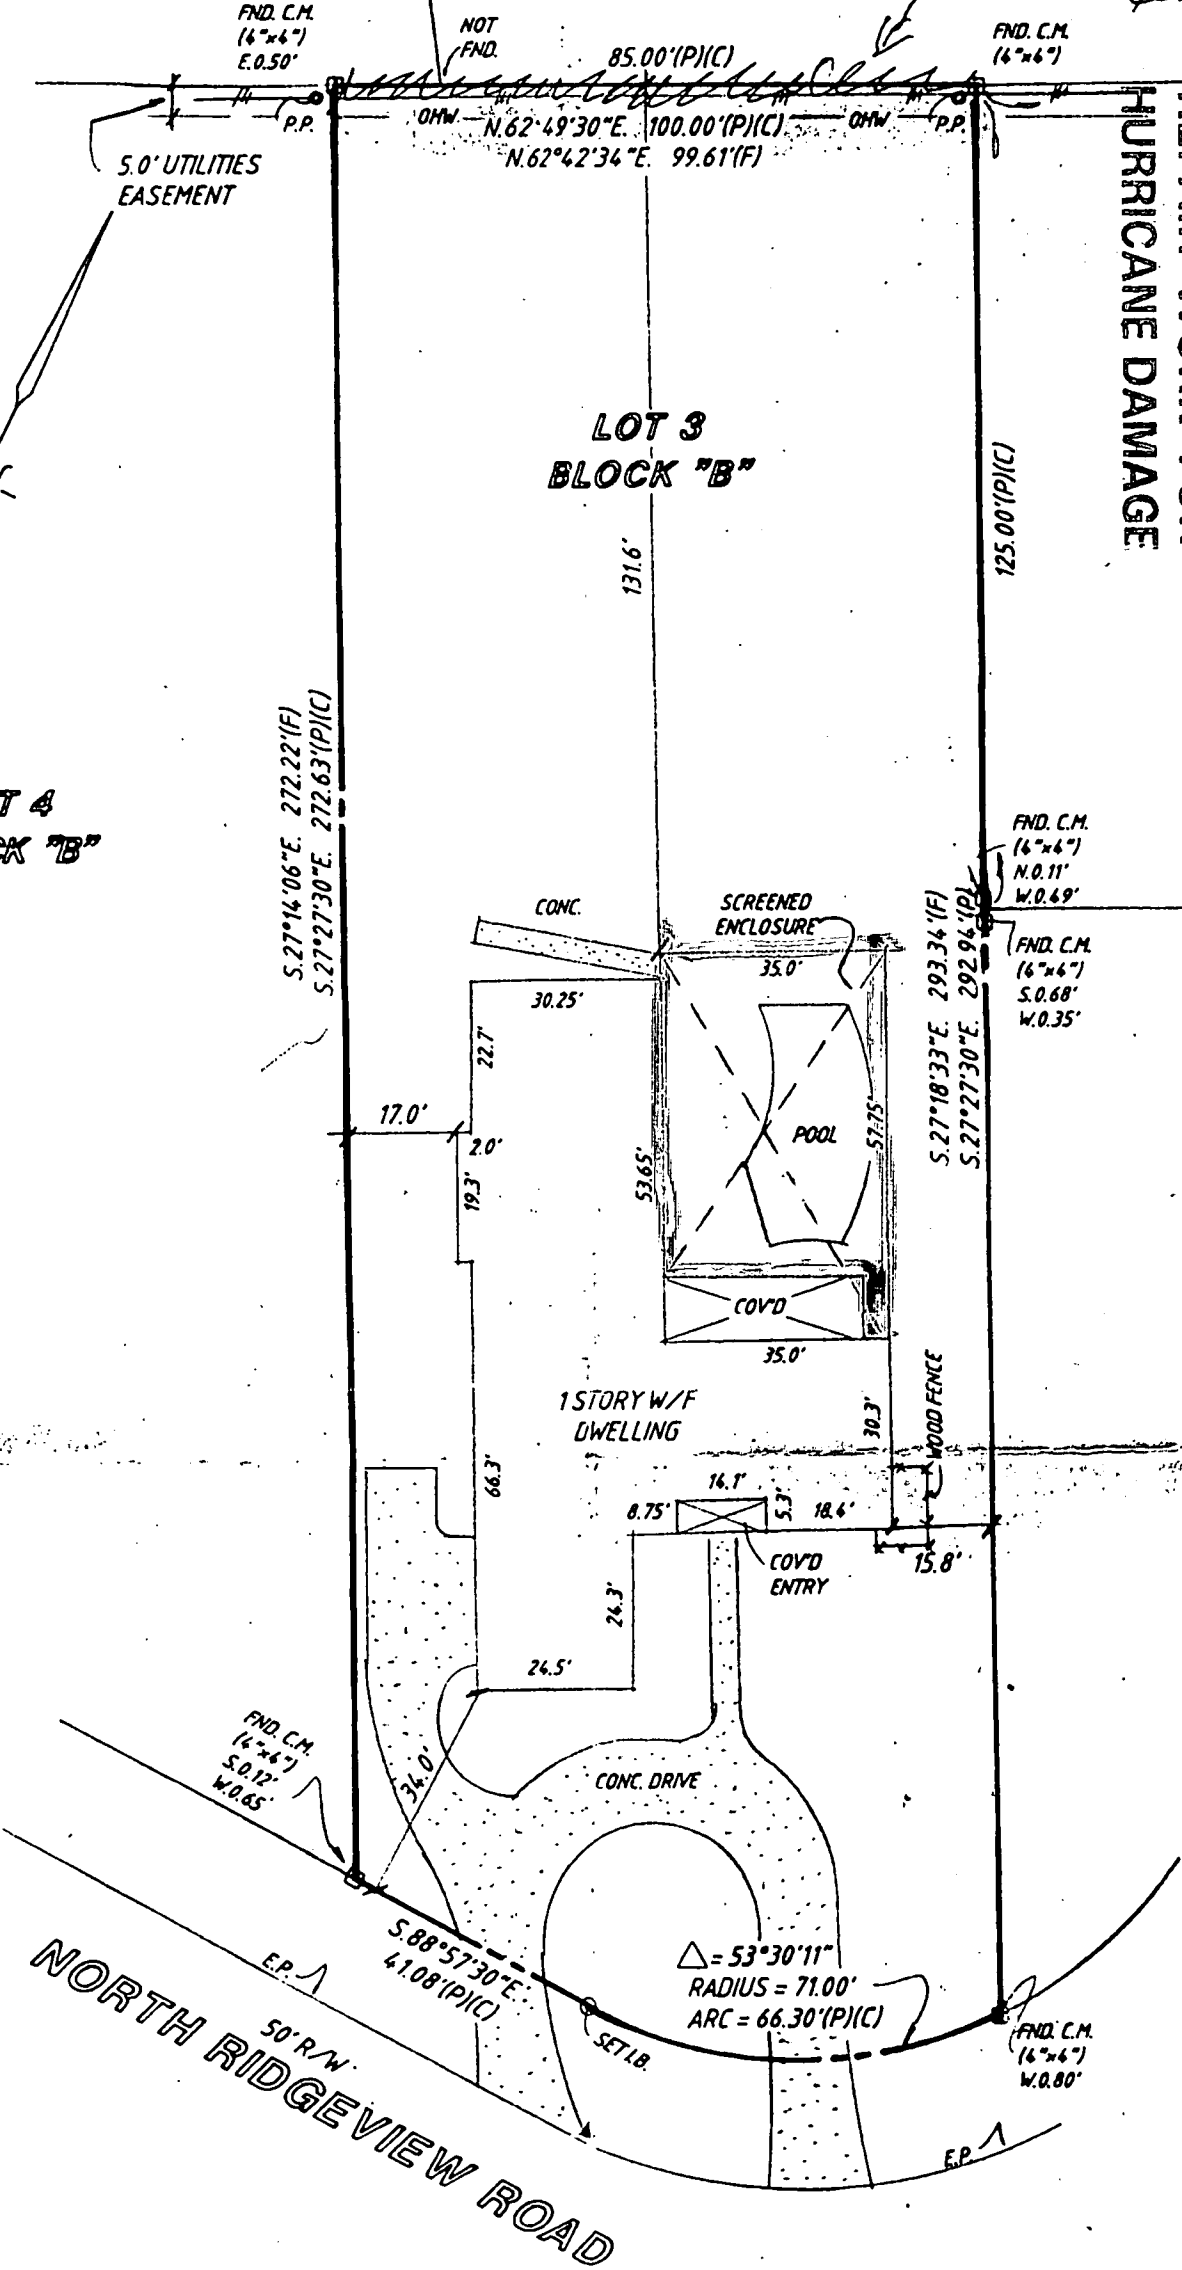 FND. C.M.
(4"x4")
E.0.50'
NOT
FND.
85.00'(P)(C)
FND. C.M.
(4"x4")
P.P.
OHW
N.62°49'30"E. 100.00'(P)(C)
OHW
P.P.
N.62°42'34"E. 99.61'(F)
5.0' UTILITIES
EASEMENT
HURRICANE DAMAGE
LOT 3
BLOCK "B"
131.6'
125.00'(P)(C)
S.27°14'06"E. 272.22'(F)
S.27°27'30"E. 272.63'(P)(C)
T 4
CK "B"
FND. C.M.
(4"x4")
N.0.11'
W.0.49'
FND. C.M.
(4"x4")
S.0.68'
W.0.35'
S.27°18'33"E. 293.34'(F)
S.27°27'30"E. 292.94'(P)
CONC.
SCREENED
ENCLOSURE
35.0'
30.25'
22.7'
17.0'
2.0'
19.3'
53.65'
POOL
57.75'
COV'D
35.0'
1 STORY W/F
DWELLING
30.3'
WOOD FENCE
66.3'
14.1'
8.75'
5.3'
18.4'
15.8'
COV'D
ENTRY
24.3'
24.5'
FND. C.M.
(4"x4")
S.0.12'
W.0.65'
34.0'
CONC. DRIVE
S.88°57'30"E.
41.08'(P)(C)
△= 53°30'11"
RADIUS = 71.00'
ARC = 66.30'(P)(C)
SET I.B.
FND. C.M.
(4"x4")
W.0.80'
E.P.
50' R/W
NORTH RIDGEVIEW ROAD
E.P.